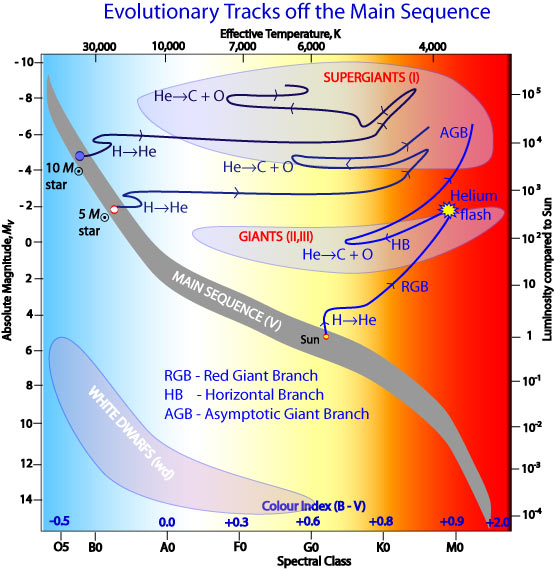 Evolutionary Tracks off the Main Sequence
Effective Temperature, K
30,000 10,000 7,000 6,000 4,000
-10
-8
-6
-4
-2
0
2
4
6
8
10
12
14
Absolute Magnitude, MV
SUPERGIANTS (I)
He→C + O
AGB
H→He
He→C + O
10 M⊙
star
Helium
flash
5 M⊙
star
H→He
GIANTS (II,III)
HB
He→C + O
RGB
MAIN SEQUENCE (V)
H→He
Sun
RGB - Red Giant Branch
HB - Horizontal Branch
AGB - Asymptotic Giant Branch
WHITE DWARFS (wd)
10⁵
10⁴
10³
10²
10
1
10⁻¹
10⁻²
10⁻³
10⁻⁴
Luminosity compared to Sun
Colour Index (B - V)
-0.5 0.0 +0.3 +0.6 +0.8 +0.9 +2.0
O5 B0 A0 F0 G0 K0 M0
Spectral Class